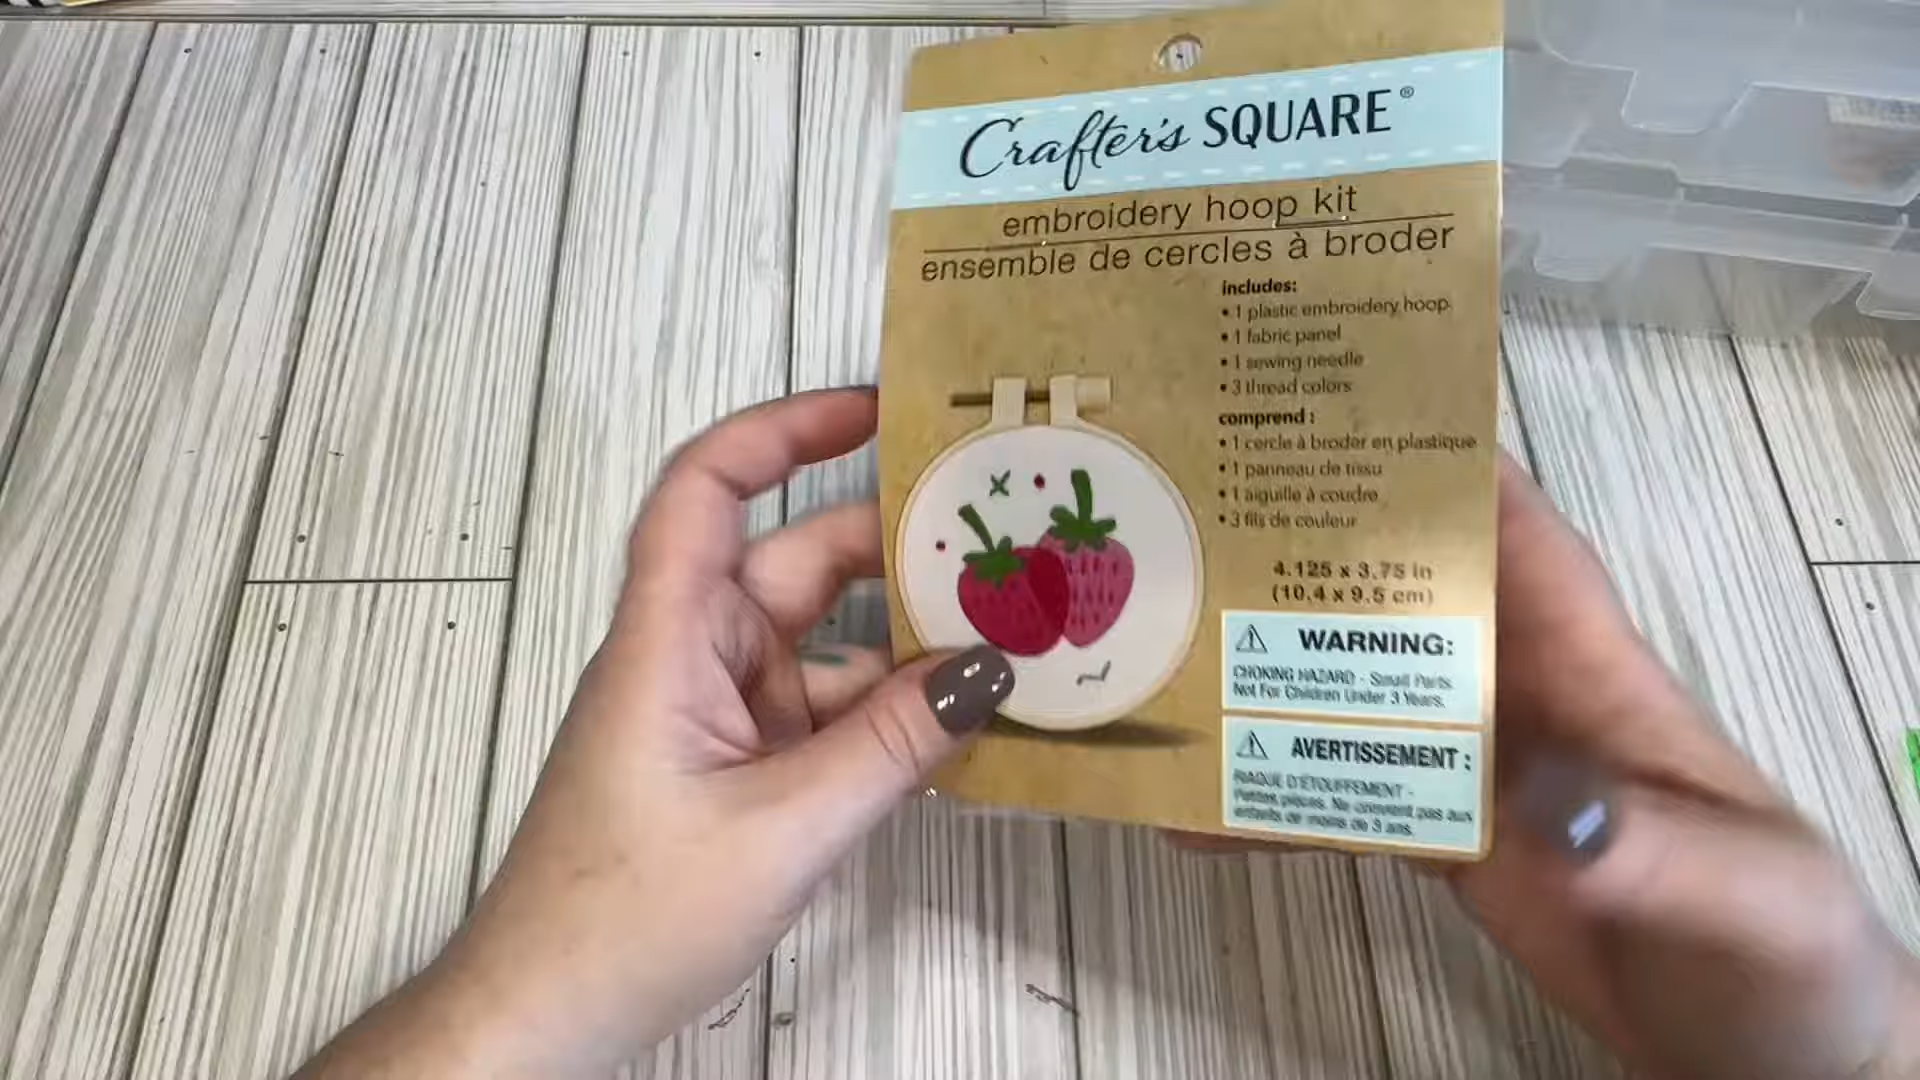 Crafter's SQUARE®
embroidery hoop kit
ensemble de cercles à broder
includes:
• 1 plastic embroidery hoop
• 1 fabric panel
• 1 sewing needle
• 3 thread colors
comprend :
• 1 cercle à broder en plastique
• 1 panneau de tissu
• 1 aiguille à coudre
• 3 fils de couleur
4.125 x 3.75 in
(10.4 x 9.5 cm)
⚠ WARNING:
CHOKING HAZARD - Small Parts
Not For Children Under 3 Years.
⚠ AVERTISSEMENT :
RISQUE D'ÉTOUFFEMENT -
Petites pièces. Ne convient pas aux
enfants de moins de 3 ans.